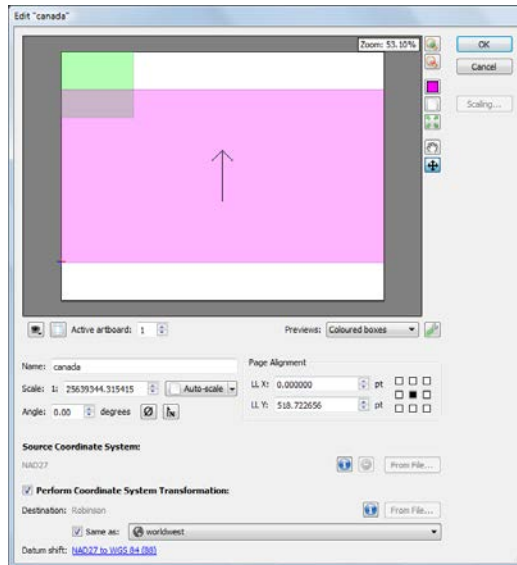 Edit "canada"
Zoom: 53.10%
OK
Cancel
Scaling...
Active artboard: 1
Previews: Coloured boxes
Name: canada
Scale: 1: 25639344.315415 Auto-scale
Angle: 0.00 degrees
Page Alignment
LL X: 0.000000 pt
LL Y: 518.722656 pt
Source Coordinate System:
NAD27
From File...
Perform Coordinate System Transformation:
Destination: Robinson
From File...
Same as: worldwest
Datum shift: NAD27 to WGS 84 (88)